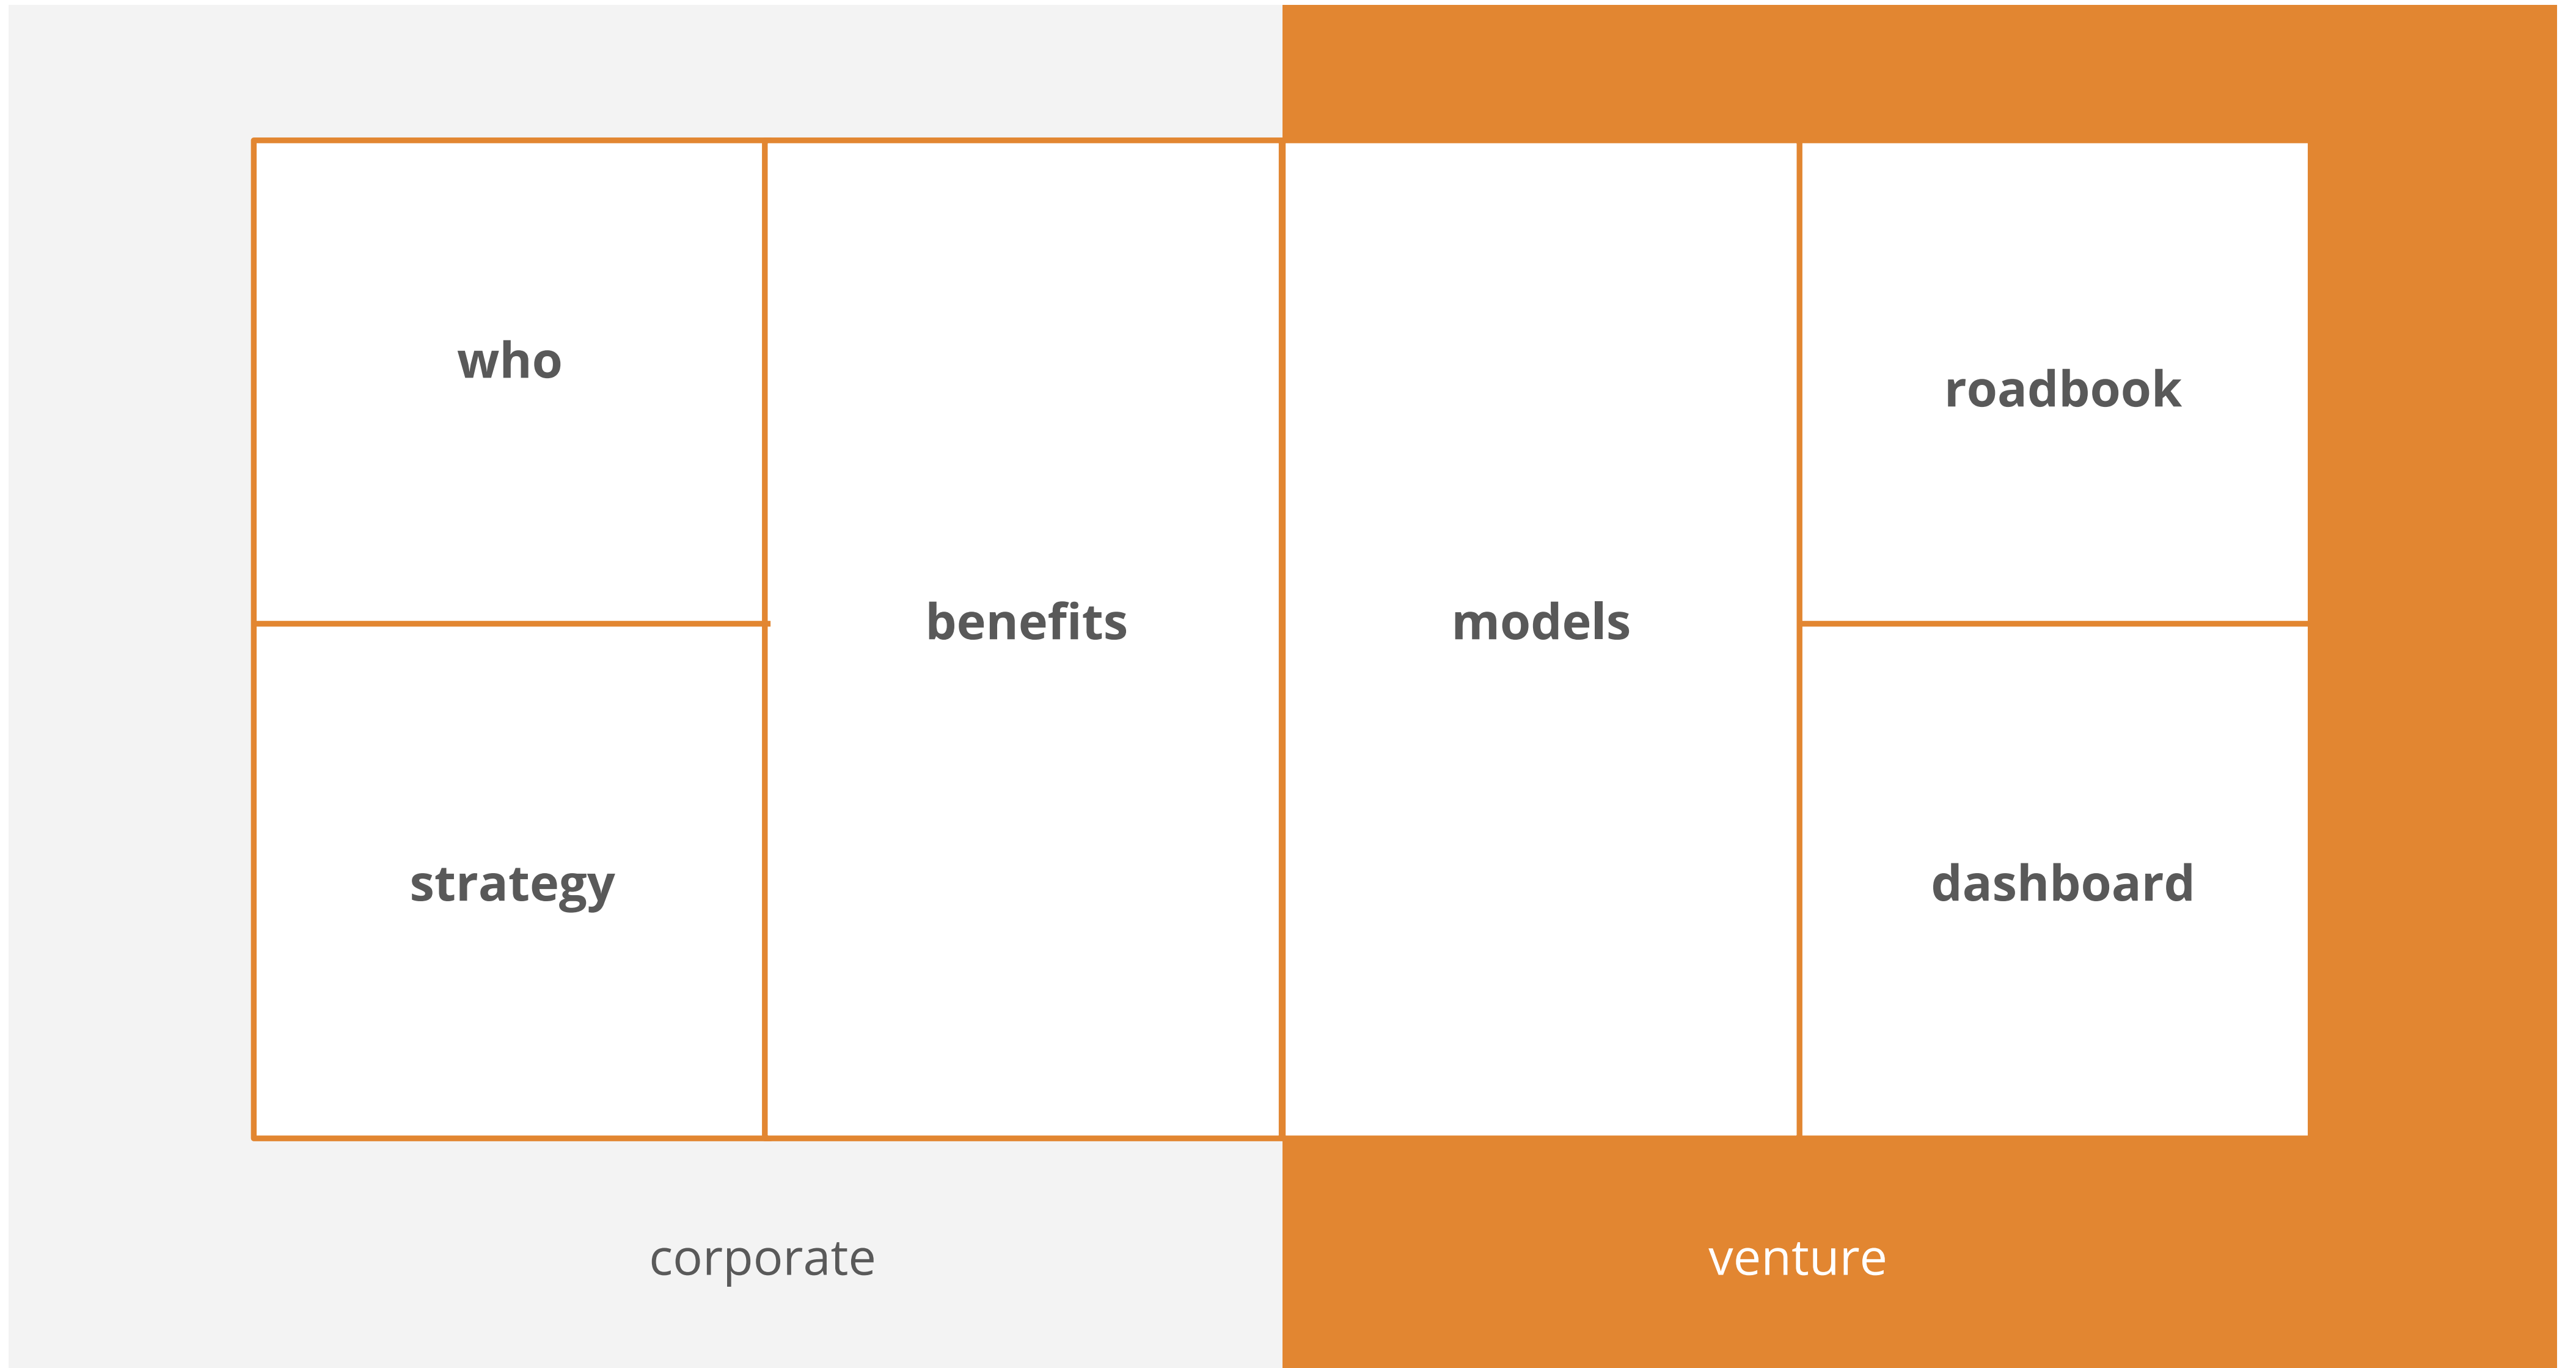 who
strategy
benefits
models
roadbook
dashboard
corporate
venture